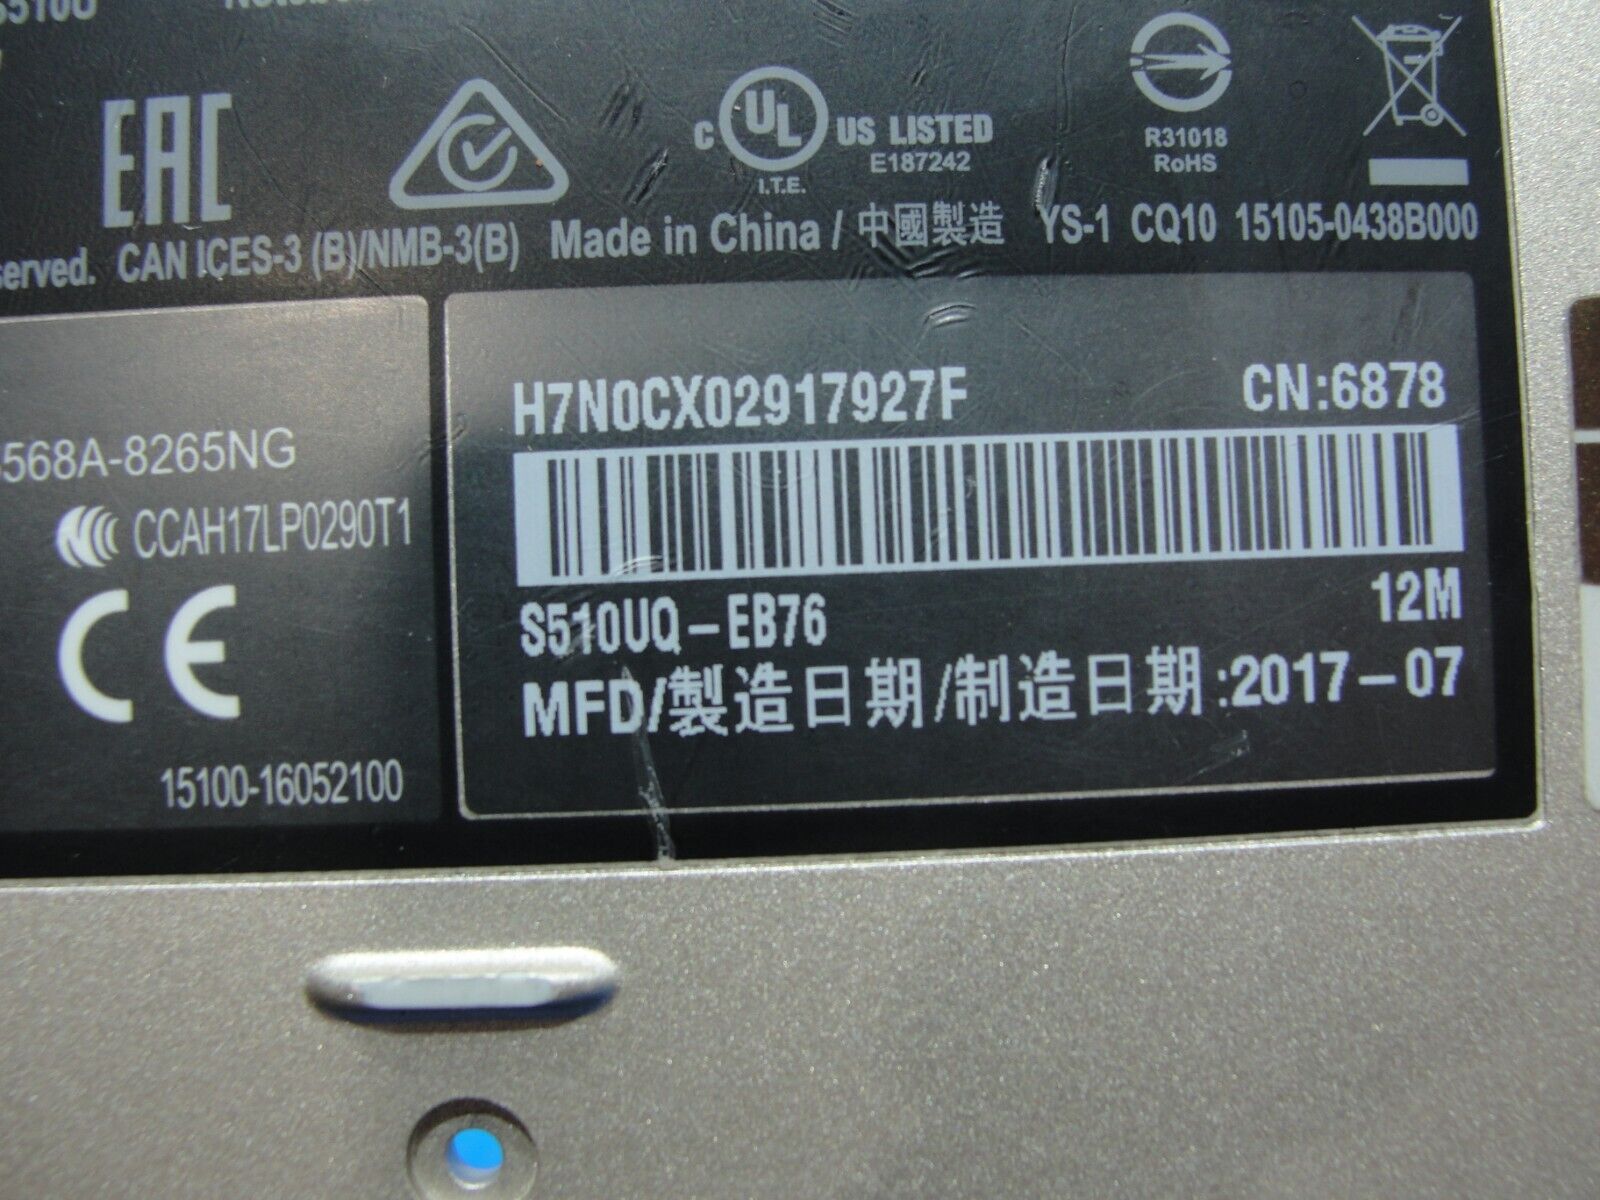 S510U
EAC
C UL US LISTED
E187242
I.T.E.
R31018
RoHS
served. CAN ICES-3 (B)/NMB-3(B) Made in China / 中國製造 YS-1 CQ10 15105-0438B000
568A-8265NG
CCAH17LP0290T1
CE
15100-16052100
H7N0CX02917927F CN:6878
S510UQ-EB76 12M
MFD/製造日期/制造日期:2017-07